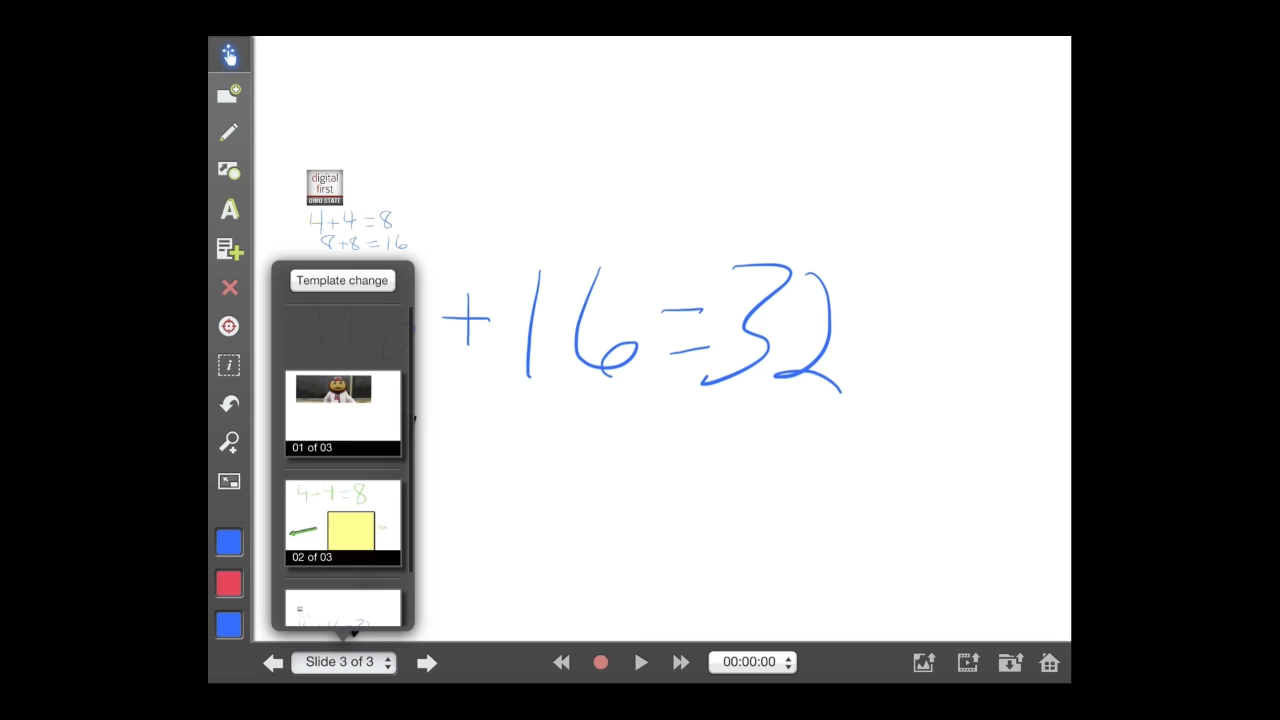 digital
first
OHIO STATE
4+4=8
8+8=16
Template change
+16=32
01 of 03
4-4=8
02 of 03
Slide 3 of 3
00:00:00
A
i